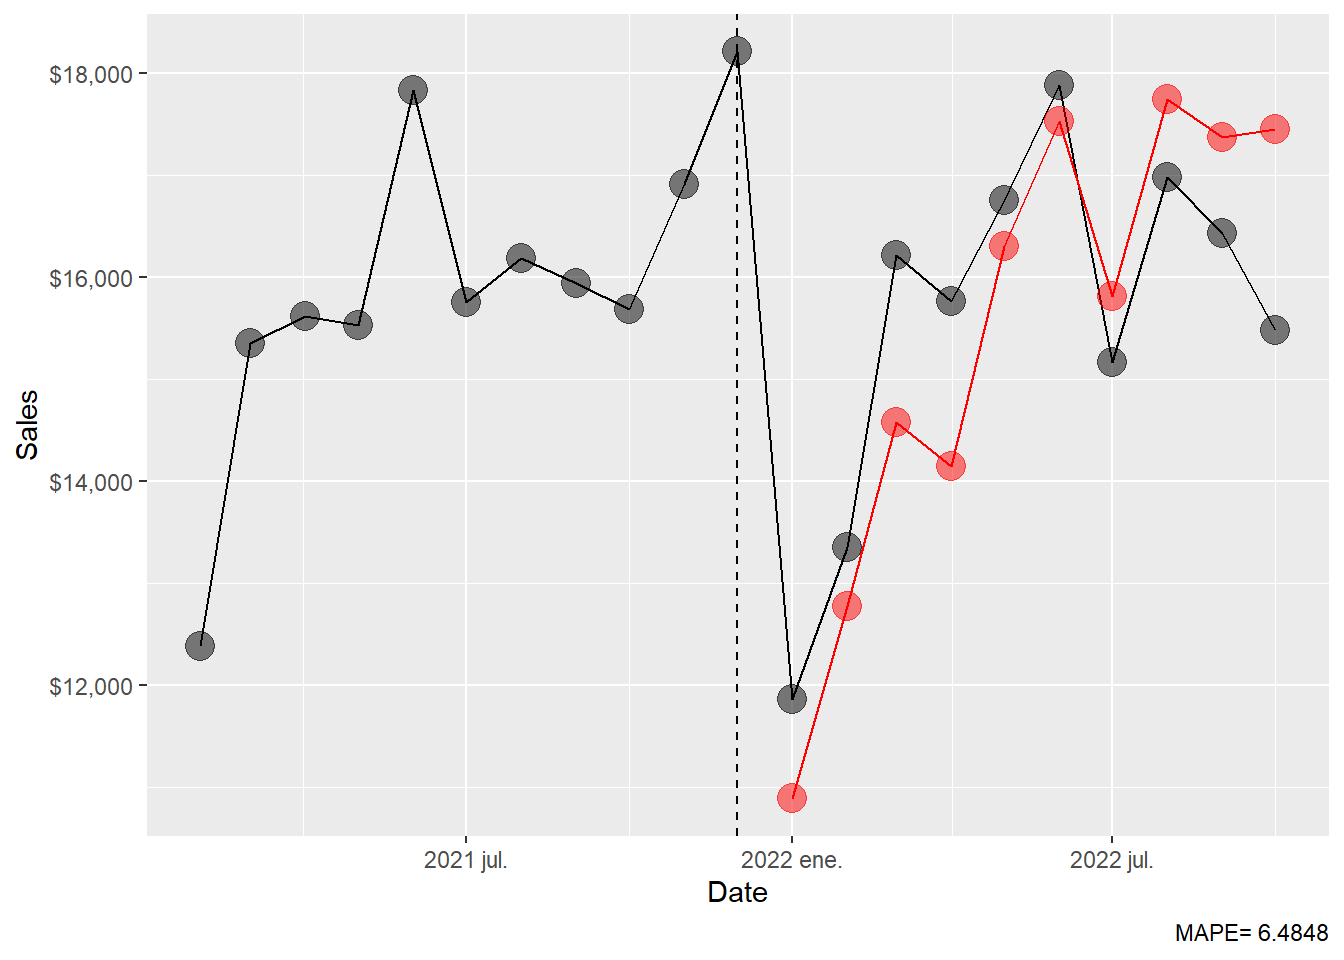 $18,000
$16,000
$14,000
$12,000
Sales
2021 jul.
2022 ene.
2022 jul.
Date
MAPE= 6.4848